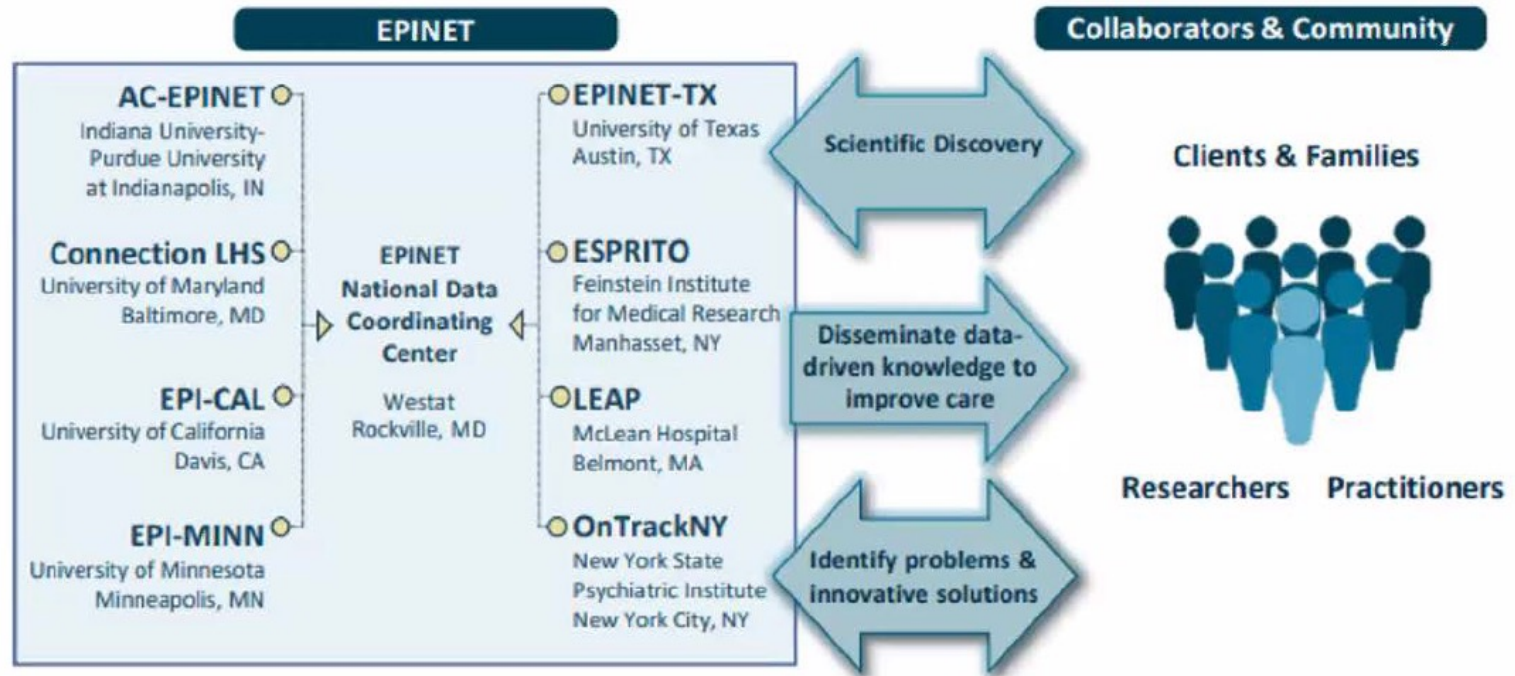 EPINET
AC-EPINET
Indiana University-
Purdue University
at Indianapolis, IN
Connection LHS
University of Maryland
Baltimore, MD
EPI-CAL
University of California
Davis, CA
EPI-MINN
University of Minnesota
Minneapolis, MN
EPINET
National Data
Coordinating
Center
Westat
Rockville, MD
EPINET-TX
University of Texas
Austin, TX
ESPRITO
Feinstein Institute
for Medical Research
Manhasset, NY
LEAP
McLean Hospital
Belmont, MA
OnTrackNY
New York State
Psychiatric Institute
New York City, NY
Scientific Discovery
Disseminate data-
driven knowledge to
improve care
Identify problems &
innovative solutions
Collaborators & Community
Clients & Families
Researchers Practitioners